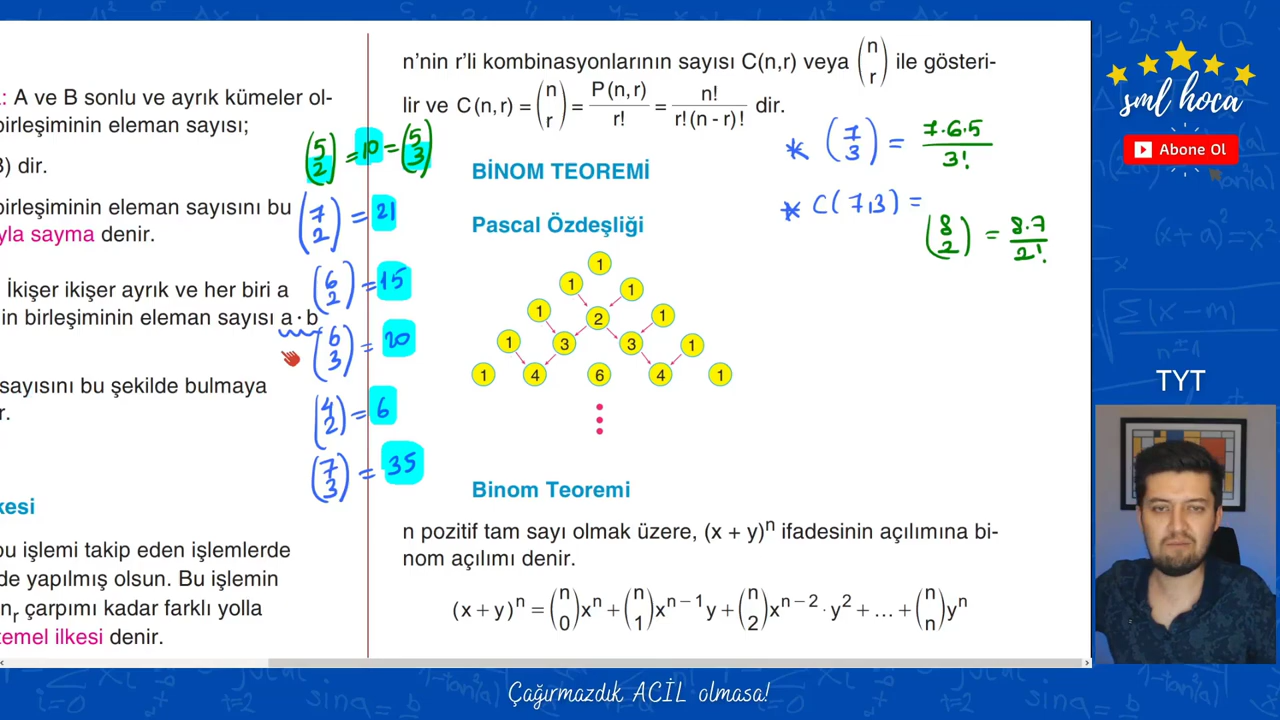 : A ve B sonlu ve ayrık kümeler ol-
birleşiminin eleman sayısı;
3) dir.
birleşiminin eleman sayısını bu
yla sayma denir.
İkişer ikişer ayrık ve her biri a
in birleşiminin eleman sayısı a · b
sayısını bu şekilde bulmaya
r.
kesi
bu işlemi takip eden işlemlerde
de yapılmış olsun. Bu işlemin
n_r çarpımı kadar farklı yolla
temel ilkesi denir.
(5 2) = 10 = (5 3)
(7 2) = 21
(6 2) = 15
(6 3) = 20
(4 2) = 6
(7 3) = 35
n'nin r'li kombinasyonlarının sayısı C(n,r) veya (n r) ile gösteri-
lir ve C(n,r) = (n r) = P(n,r)/r! = n!/r!(n - r)! dir.
* (7 3) = 7·6·5/3!
* C(7,3) =
(8 2) = 8·7/2!
BİNOM TEOREMİ
Pascal Özdeşliği
1
1 1
1 2 1
1 3 3 1
1 4 6 4 1
Binom Teoremi
n pozitif tam sayı olmak üzere, (x + y)^n ifadesinin açılımına bi-
nom açılımı denir.
(x + y)^n = (n 0)x^n + (n 1)x^(n – 1)y + (n 2)x^(n – 2) · y^2 + ... + (n n)y^n
sml hoca
Abone Ol
TYT
Çağırmazdık ACİL olmasa!